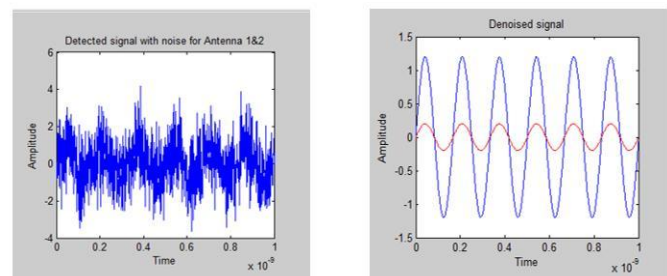 Detected signal with noise for Antenna 1&2
6
4
2
0
-2
-4
Amplitude
0 0.2 0.4 0.6 0.8 1
Time
x 10^-9
Denoised signal
1.5
1
0.5
0
-0.5
-1
-1.5
Amplitude
0 0.2 0.4 0.6 0.8 1
Time
x 10^-9